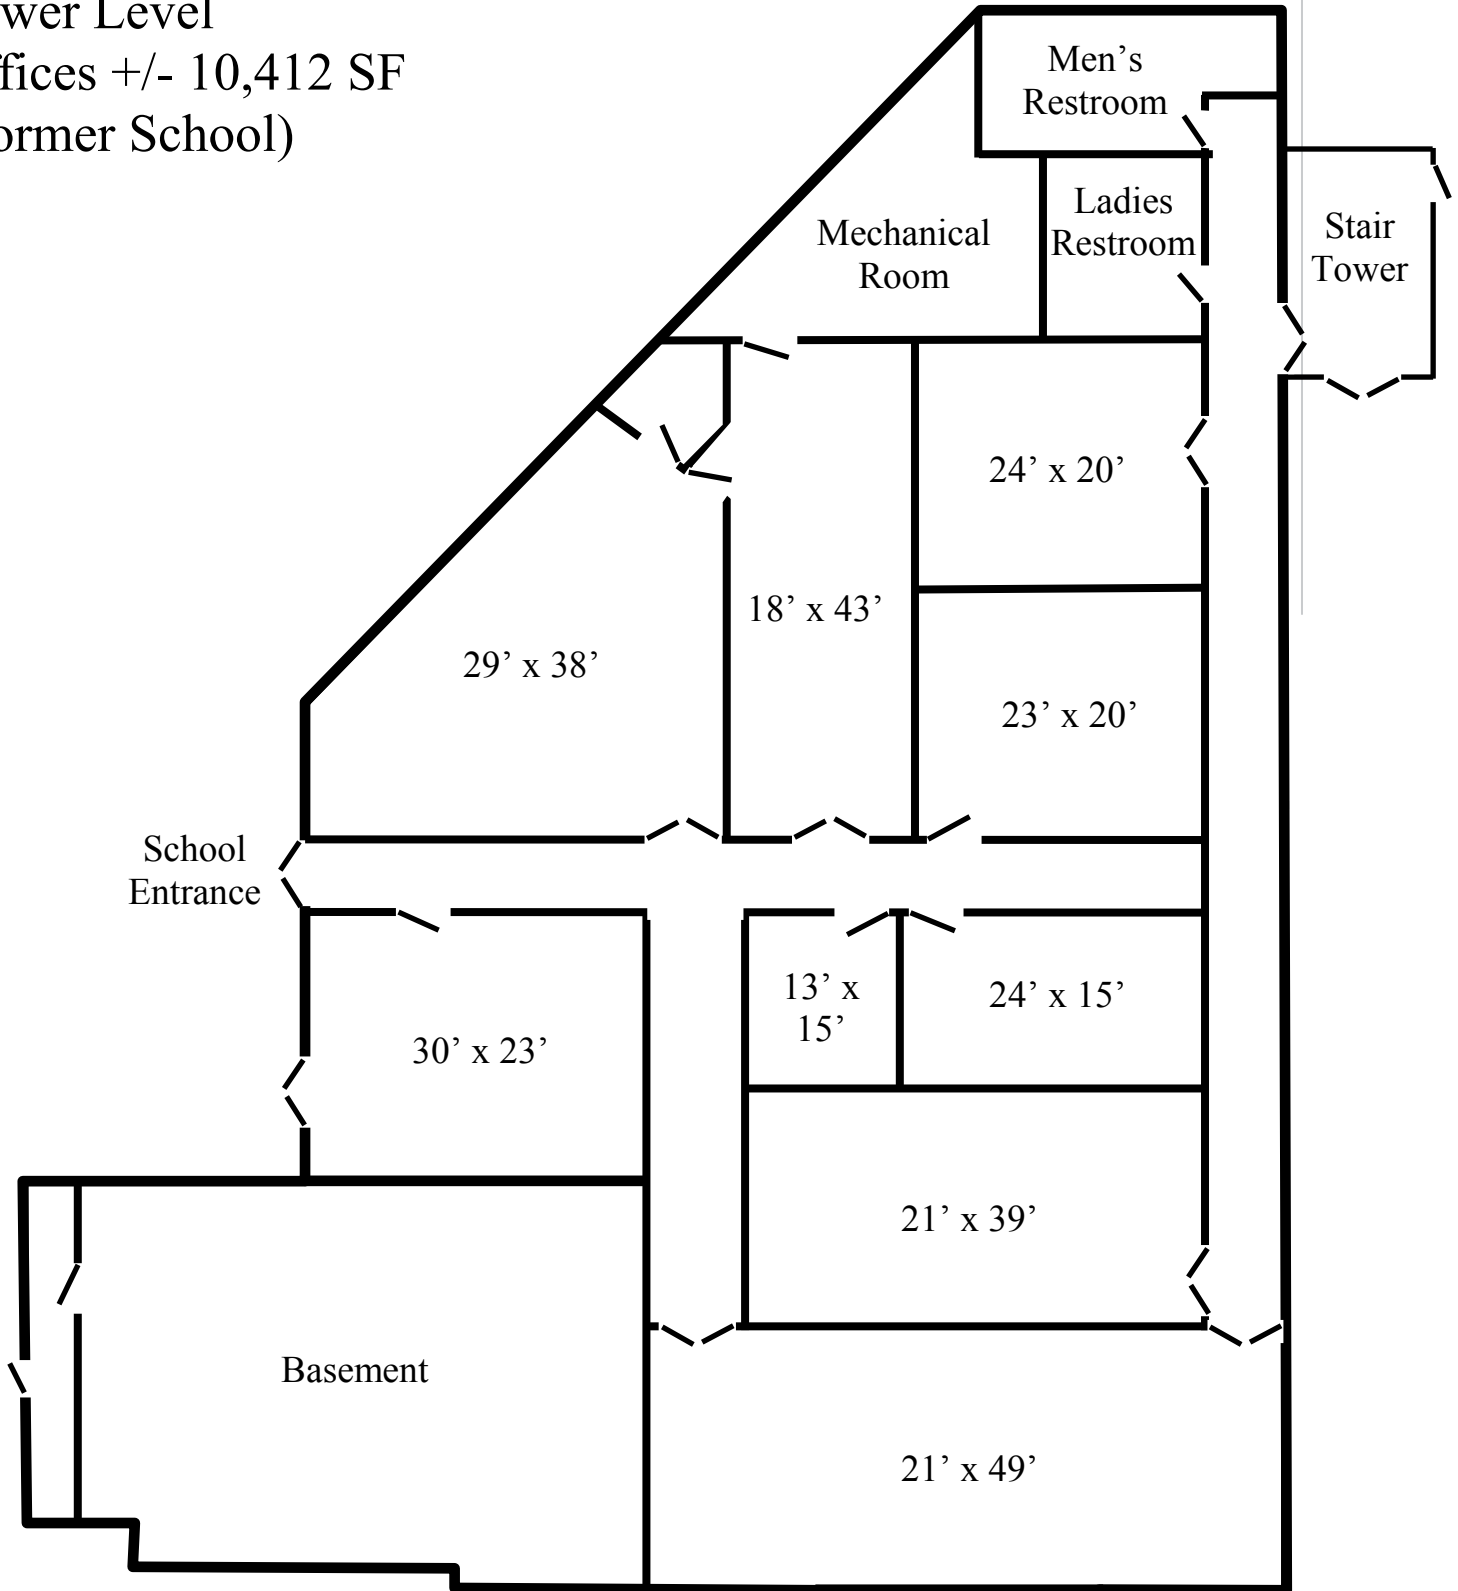 wer Level
ffices +/- 10,412 SF
ormer School)
Men’s
Restroom
Ladies
Restroom
Stair
Tower
Mechanical
Room
24’ x 20’
18’ x 43’
29’ x 38’
23’ x 20’
School
Entrance
13’ x
15’
24’ x 15’
30’ x 23’
21’ x 39’
Basement
21’ x 49’